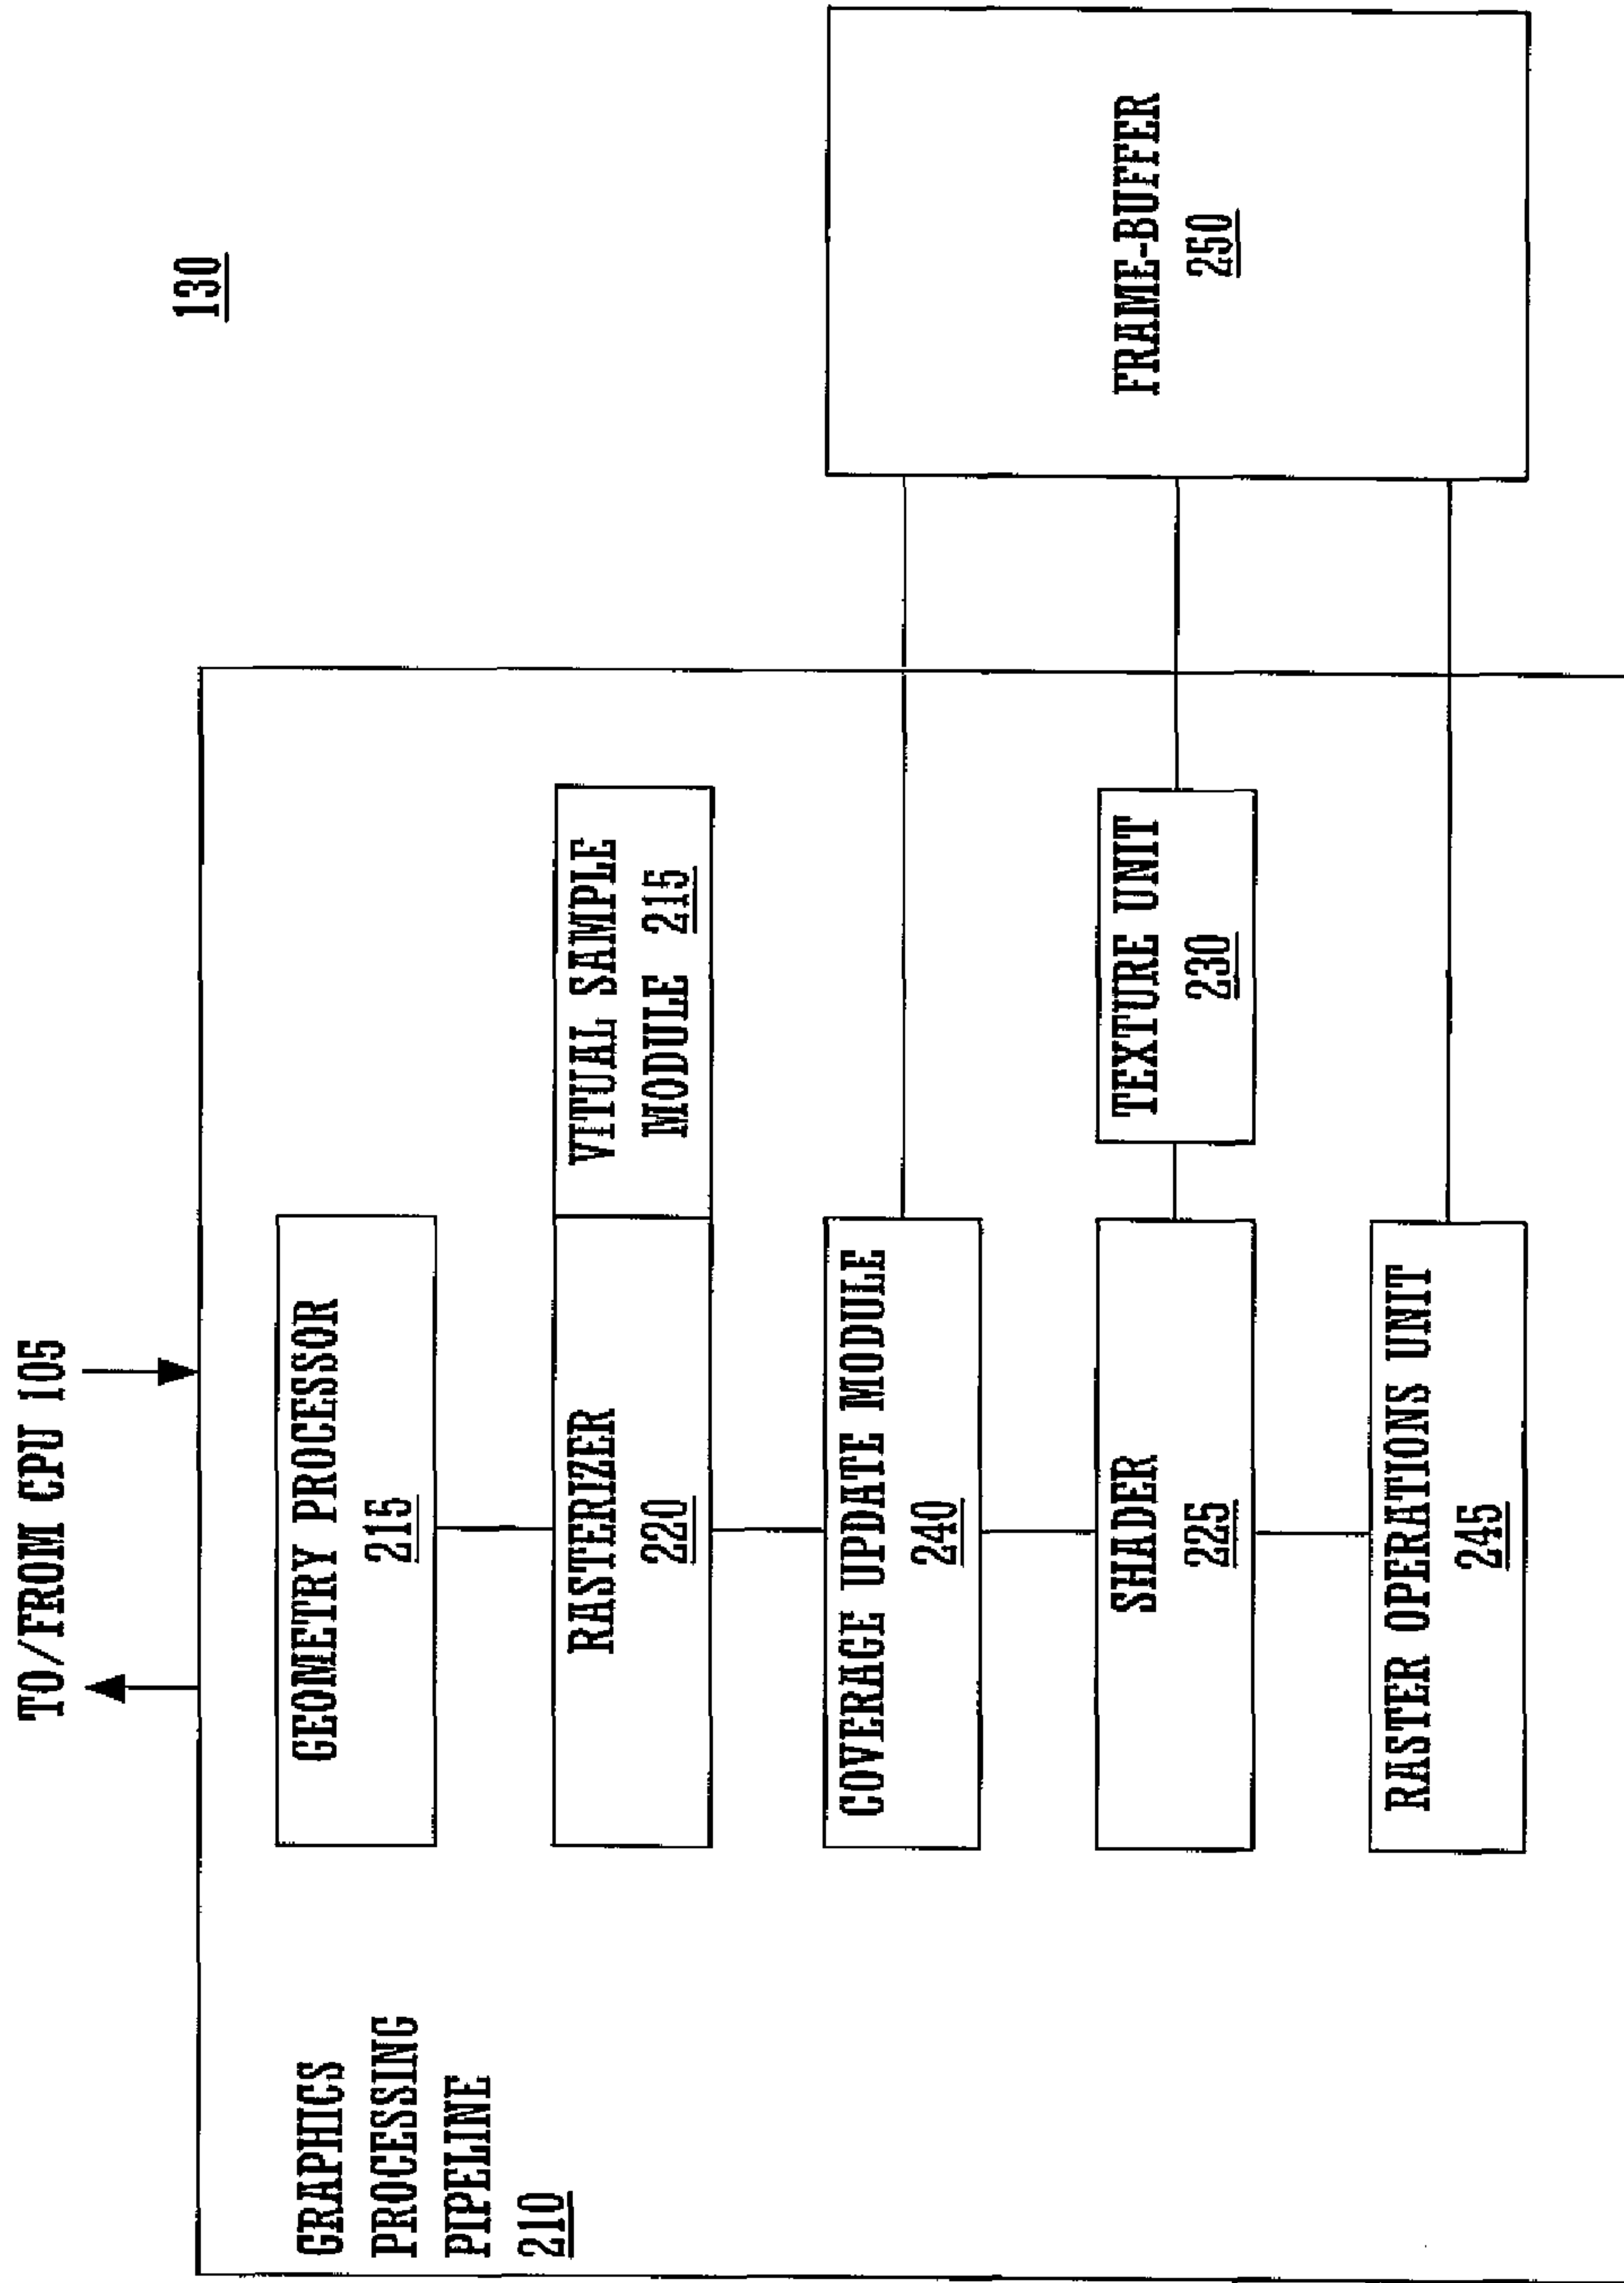 TO/FROM CPU 105
130
GRAPHICS
PROCESSING
PIPELINE
210
GEOMETRY PROCESSOR
215
RASTERIZER
220
VITUAL SAMPLE
MODULE 215
COVERAGE UPDATE MODULE
240
SHADER
225
TEXTURE UNIT
230
RASTER OPERATIONS UNIT
245
FRAME-BUFFER
250